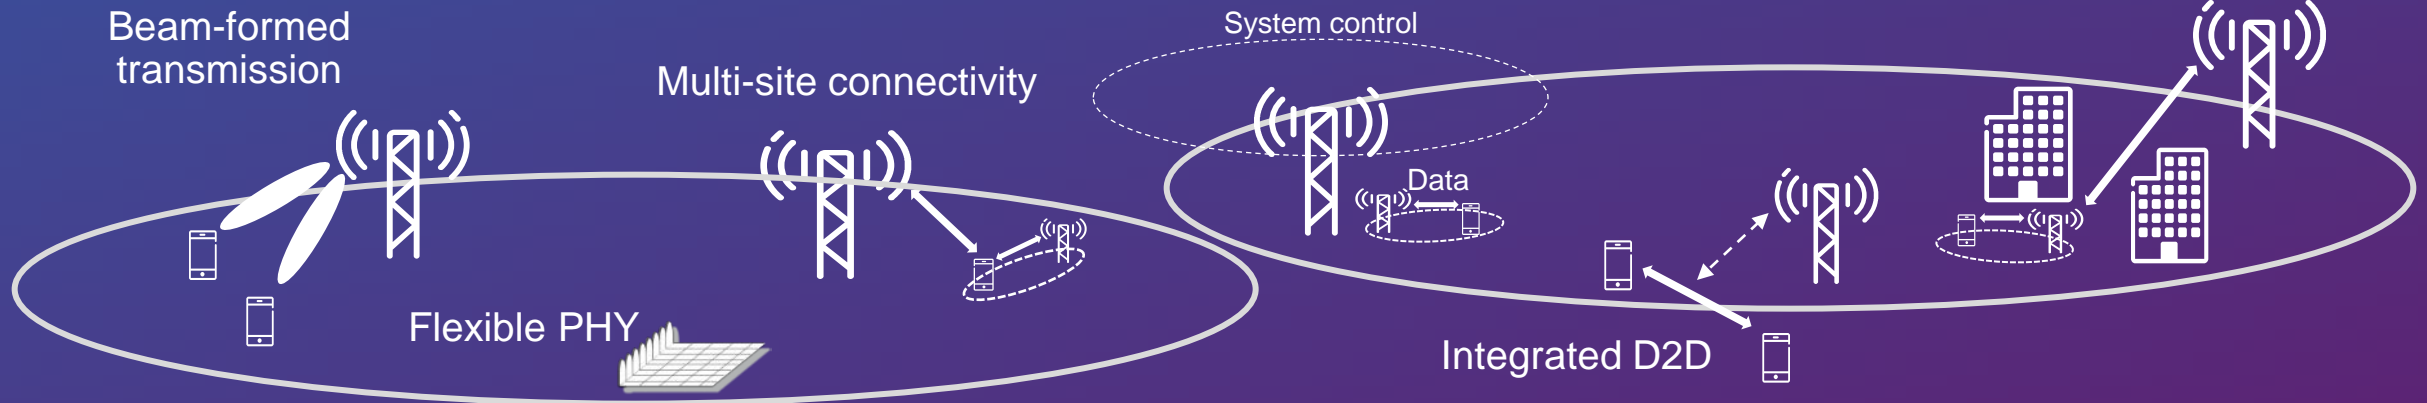 Beam-formed
transmission
Multi-site connectivity
System control
Data
Flexible PHY
Integrated D2D